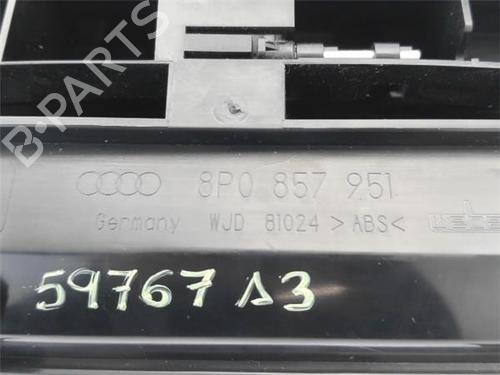 B-PARTS
8P0 857 951
Germany WJD 81024 >ABS<
59767 A3